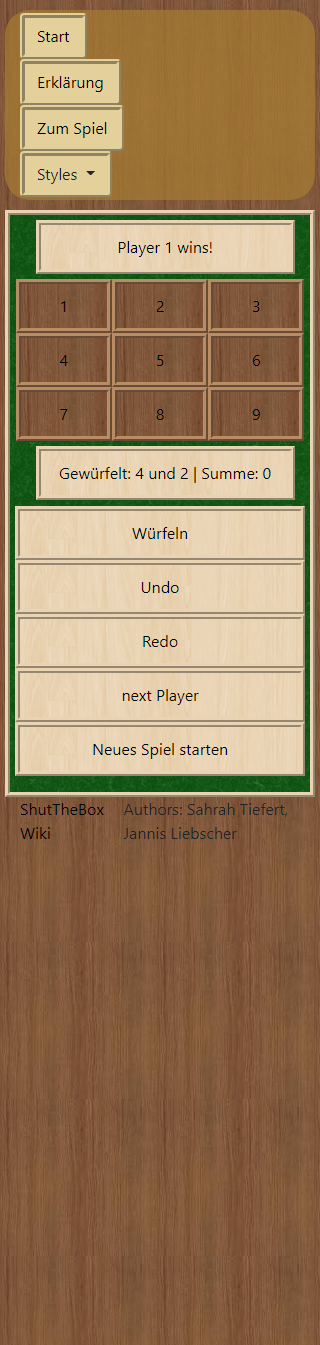 Start
Erklärung
Zum Spiel
Styles
Player 1 wins!
1 2 3
4 5 6
7 8 9
Gewürfelt: 4 und 2 | Summe: 0
Würfeln
Undo
Redo
next Player
Neues Spiel starten
ShutTheBox
Wiki
Authors: Sahrah Tiefert,
Jannis Liebscher